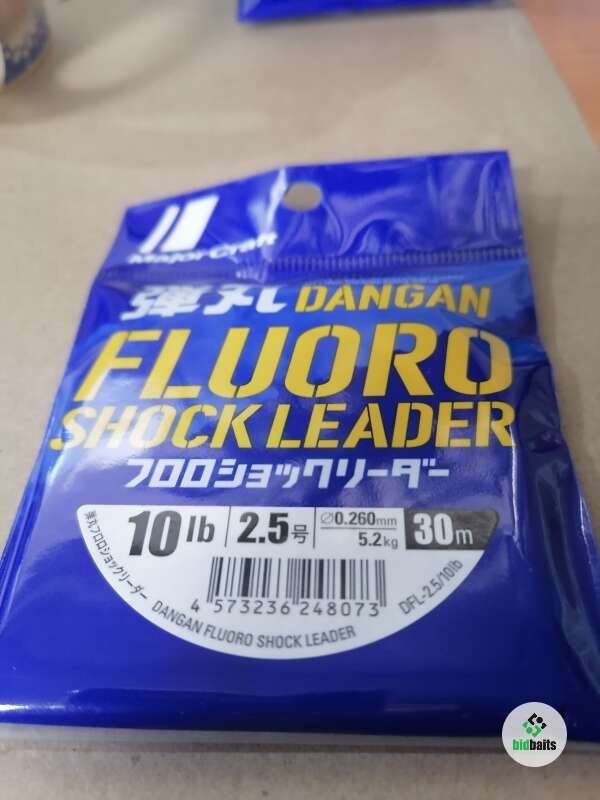 Major Craft
弾丸 DANGAN
FLUORO
SHOCK LEADER
フロロショックリーダー
10lb 2.5号 ∅0.260mm 5.2kg 30m
弾丸フロロショックリーダー
4 573236 248073
DANGAN FLUORO SHOCK LEADER
DFL-2.5/10lb
bidbaits